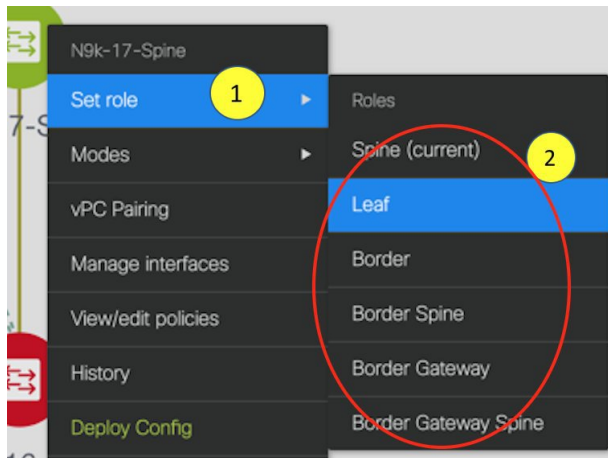 N9k-17-Spine
Set role
1
Modes
vPC Pairing
Manage interfaces
View/edit policies
History
Deploy Config
Roles
Spine (current)
2
Leaf
Border
Border Spine
Border Gateway
Border Gateway Spine
7-S